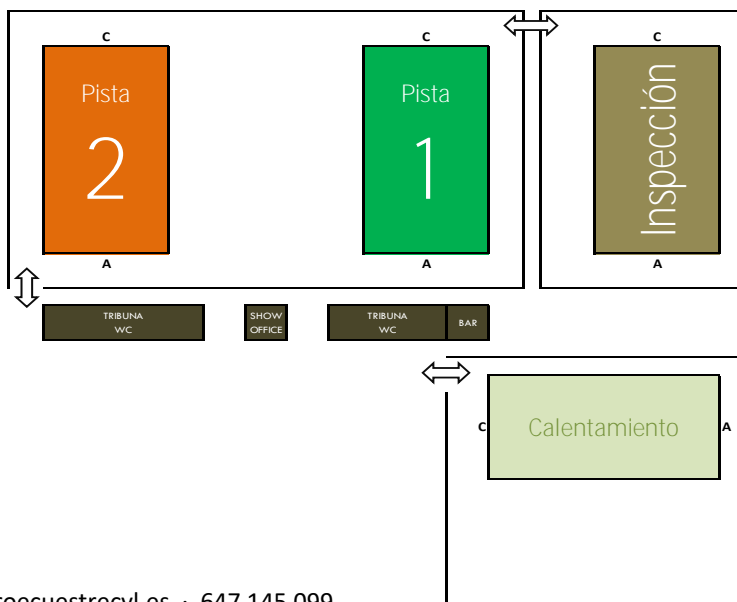 C
C
C
Pista
2
Pista
1
Inspección
A
A
A
TRIBUNA
WC
SHOW
OFFICE
TRIBUNA
WC
BAR
C
Calentamiento
A
647 145 099